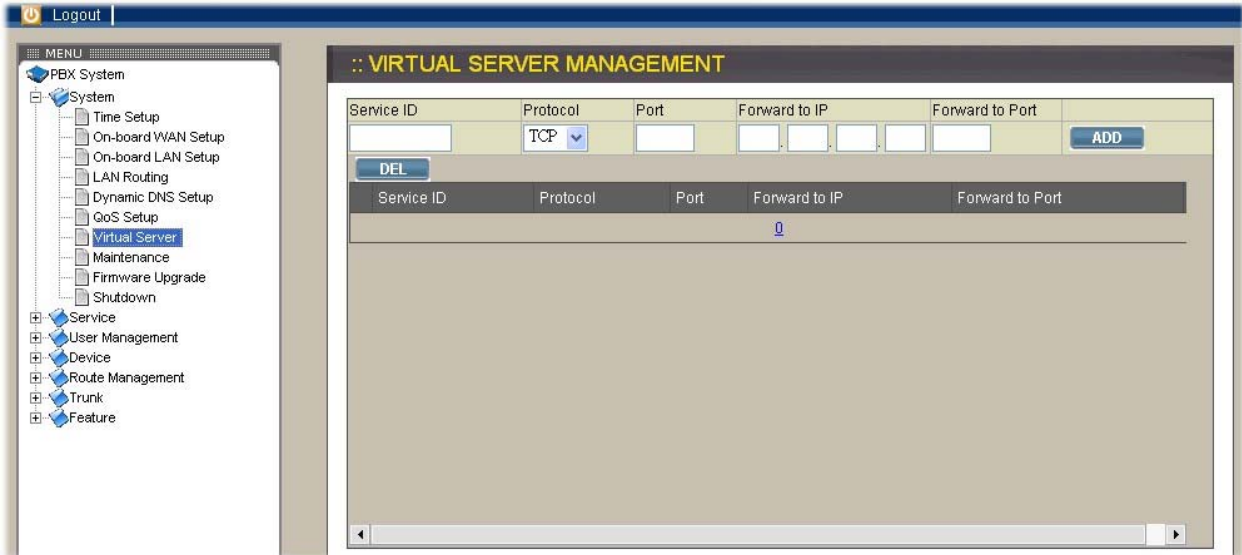 Logout
MENU
PBX System
System
Time Setup
On-board WAN Setup
On-board LAN Setup
LAN Routing
Dynamic DNS Setup
QoS Setup
Virtual Server
Maintenance
Firmware Upgrade
Shutdown
Service
User Management
Device
Route Management
Trunk
Feature
:: VIRTUAL SERVER MANAGEMENT
Service ID Protocol Port Forward to IP Forward to Port
TCP . . . ADD
DEL
Service ID Protocol Port Forward to IP Forward to Port
0